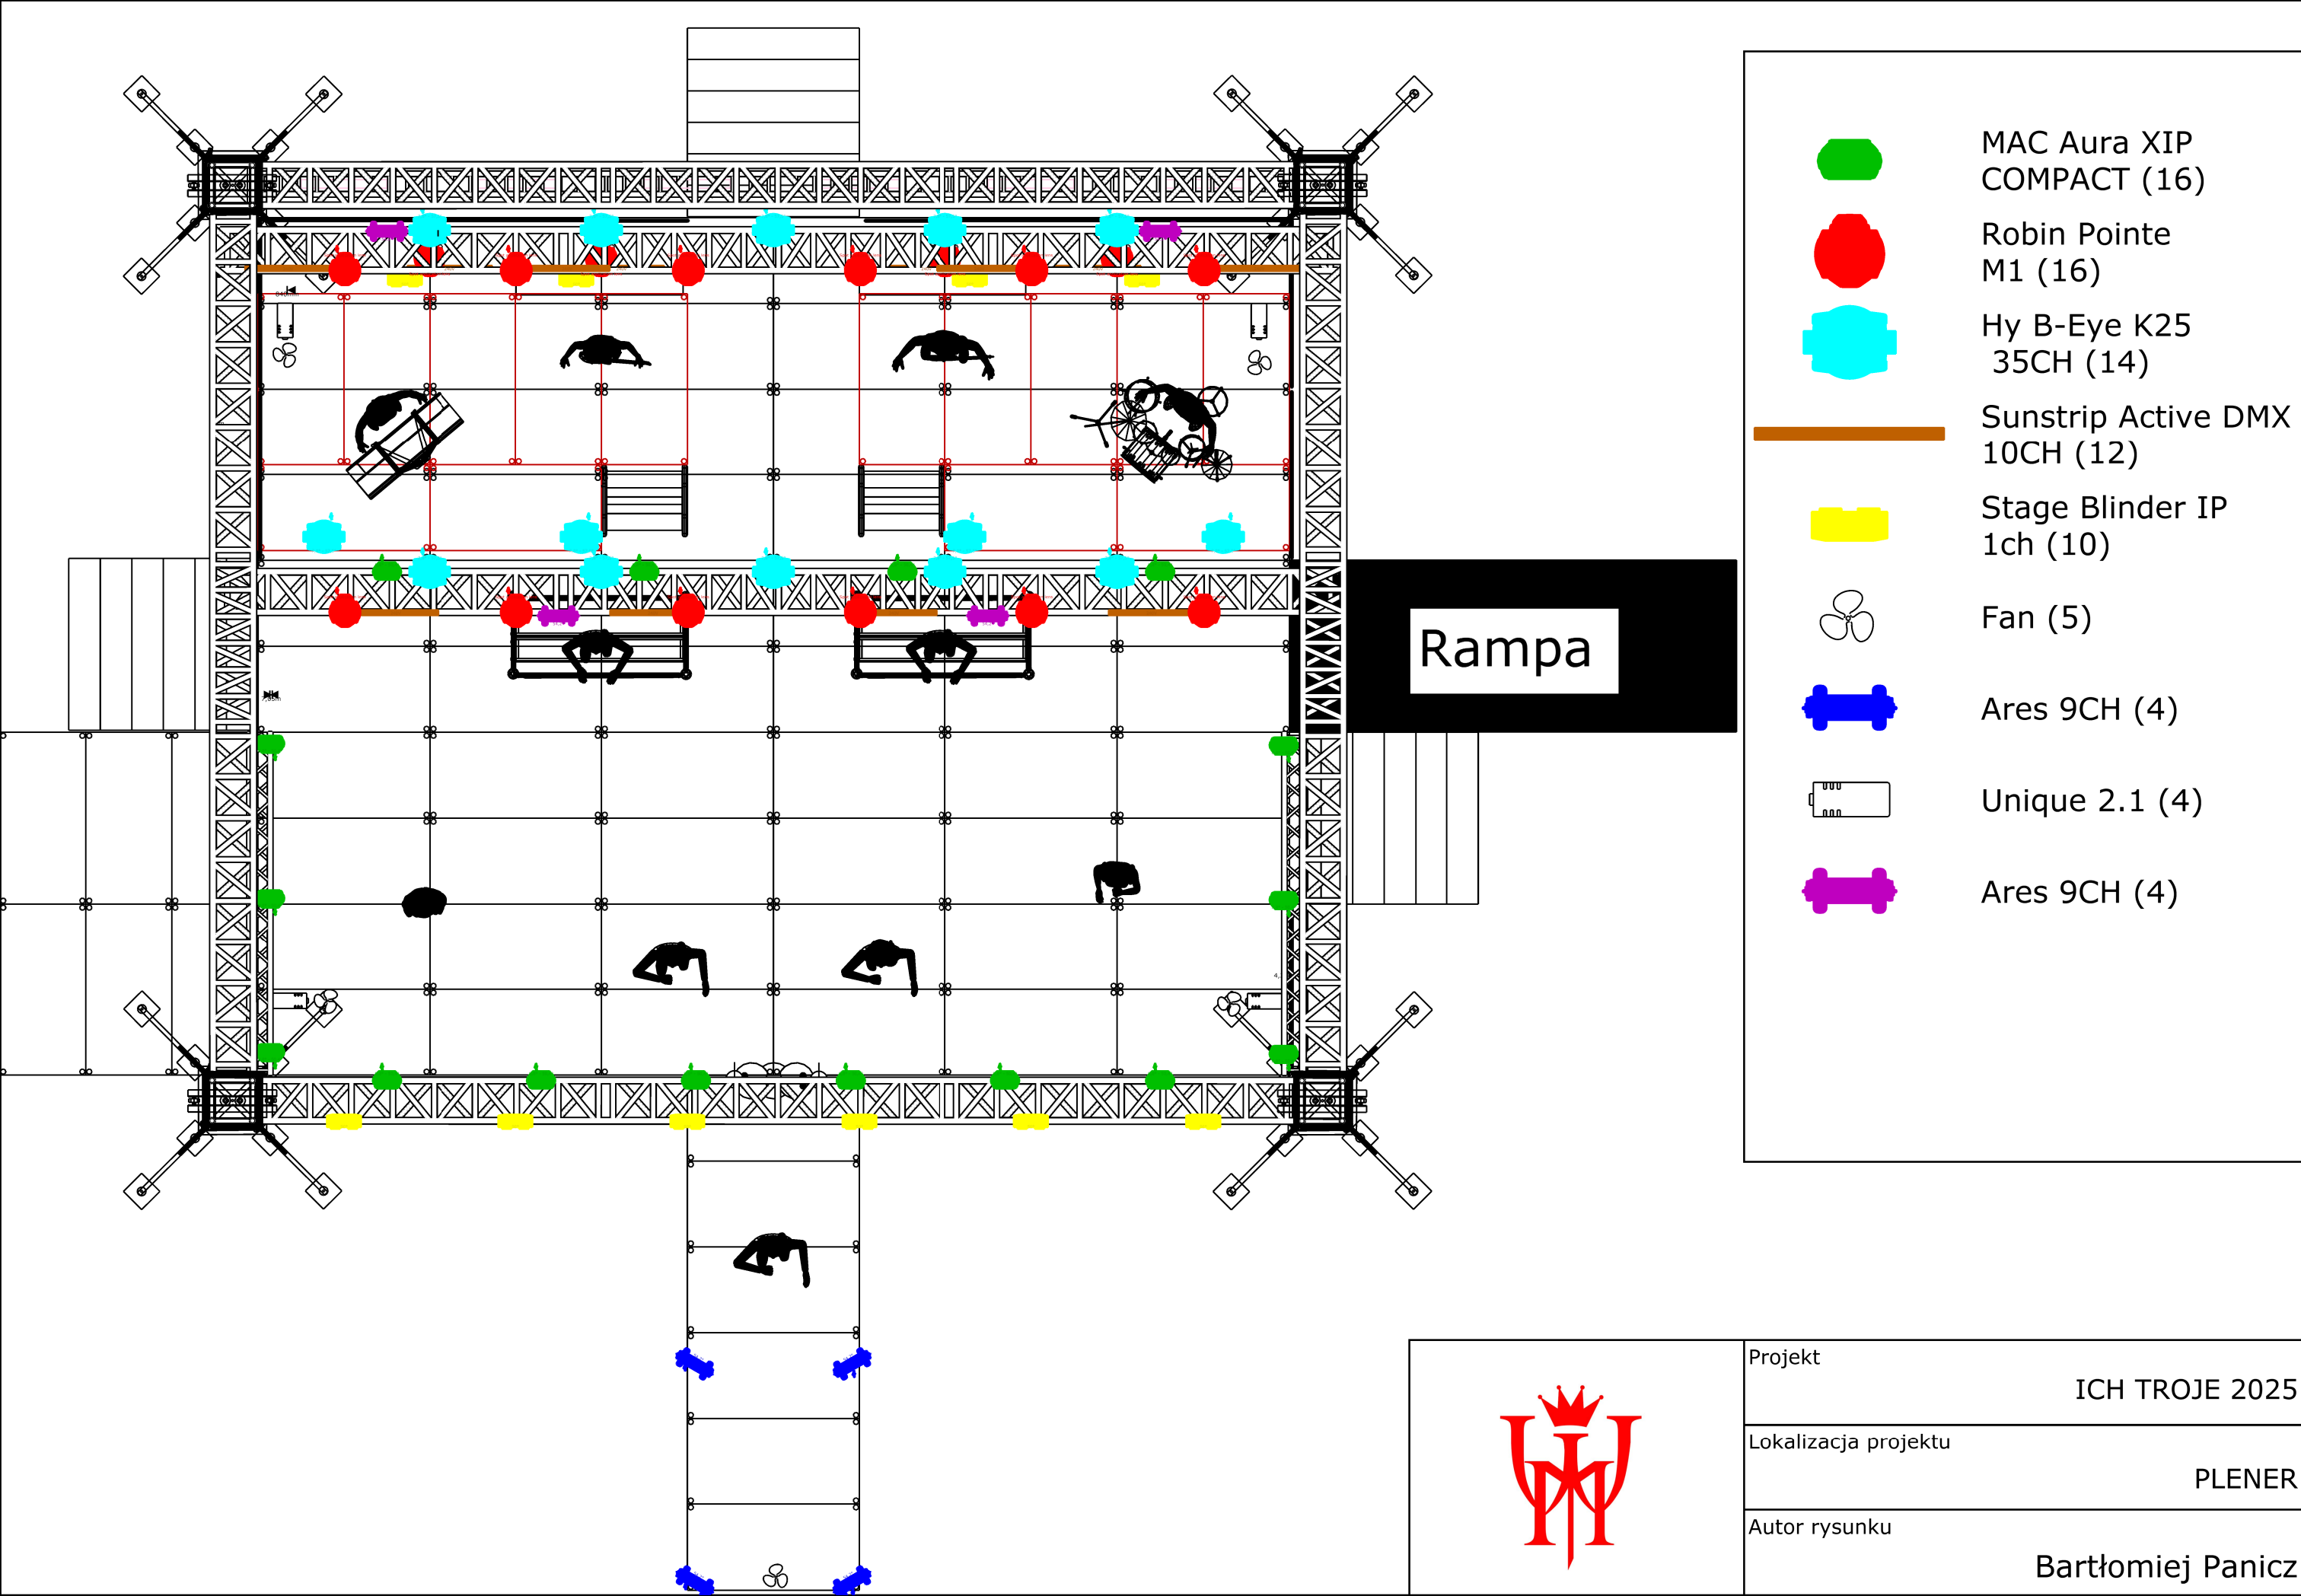 MAC Aura XIP
COMPACT (16)
Robin Pointe
M1 (16)
Hy B-Eye K25
35CH (14)
Sunstrip Active DMX
10CH (12)
Stage Blinder IP
1ch (10)
Fan (5)
Ares 9CH (4)
Unique 2.1 (4)
Ares 9CH (4)
Rampa
Projekt
ICH TROJE 2025
Lokalizacja projektu
PLENER
Autor rysunku
Bartłomiej Panicz